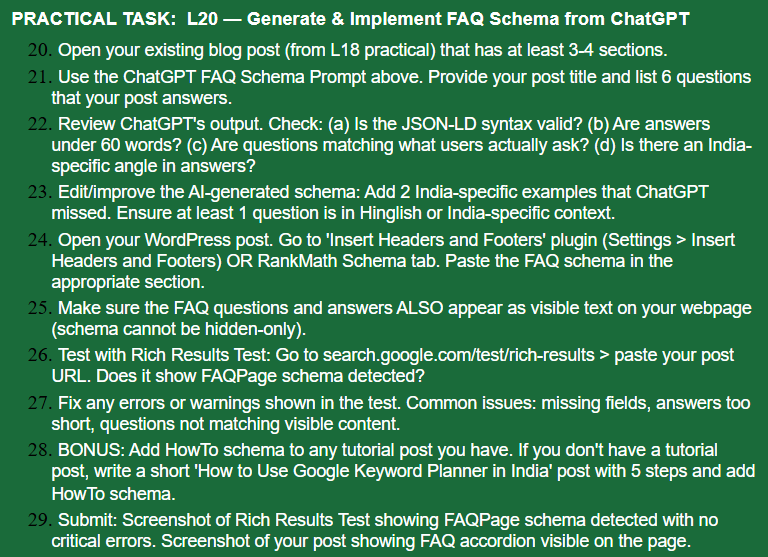 PRACTICAL TASK:  L20 — Generate & Implement FAQ Schema from ChatGPT
20. Open your existing blog post (from L18 practical) that has at least 3-4 sections.
21. Use the ChatGPT FAQ Schema Prompt above. Provide your post title and list 6 questions
that your post answers.
22. Review ChatGPT's output. Check: (a) Is the JSON-LD syntax valid? (b) Are answers
under 60 words? (c) Are questions matching what users actually ask? (d) Is there an India-
specific angle in answers?
23. Edit/improve the AI-generated schema: Add 2 India-specific examples that ChatGPT
missed. Ensure at least 1 question is in Hinglish or India-specific context.
24. Open your WordPress post. Go to 'Insert Headers and Footers' plugin (Settings > Insert
Headers and Footers) OR RankMath Schema tab. Paste the FAQ schema in the
appropriate section.
25. Make sure the FAQ questions and answers ALSO appear as visible text on your webpage
(schema cannot be hidden-only).
26. Test with Rich Results Test: Go to search.google.com/test/rich-results > paste your post
URL. Does it show FAQPage schema detected?
27. Fix any errors or warnings shown in the test. Common issues: missing fields, answers too
short, questions not matching visible content.
28. BONUS: Add HowTo schema to any tutorial post you have. If you don't have a tutorial
post, write a short 'How to Use Google Keyword Planner in India' post with 5 steps and add
HowTo schema.
29. Submit: Screenshot of Rich Results Test showing FAQPage schema detected with no
critical errors. Screenshot of your post showing FAQ accordion visible on the page.